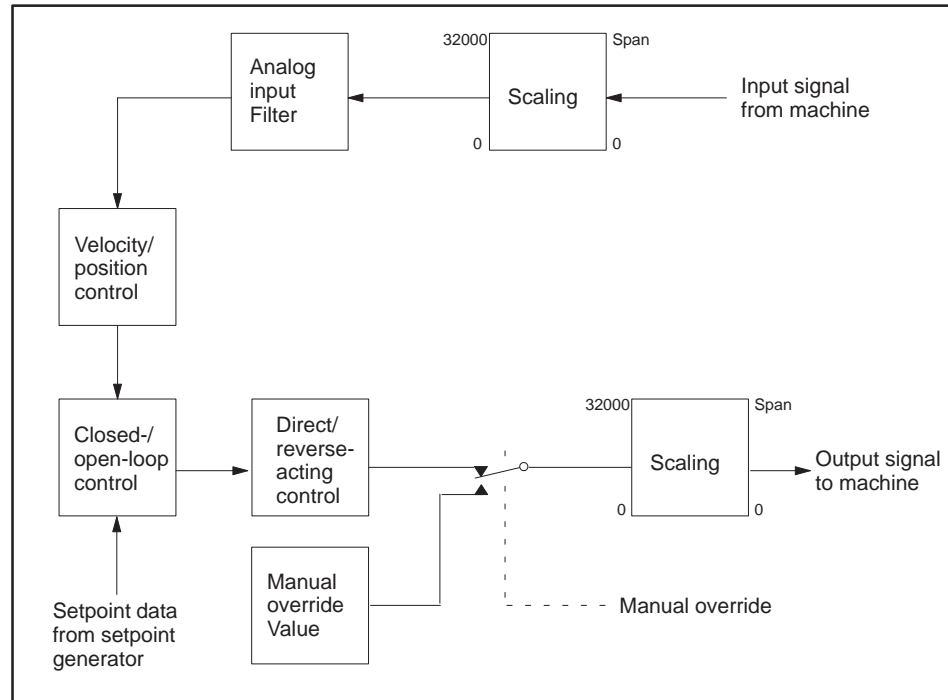 32000
Span
Analog
input
Filter
Scaling
Input signal
from machine
0
0
Velocity/
position
control
32000
Span
Closed-/
open-loop
control
Direct/
reverse-
acting
control
Scaling
Output signal
to machine
0
0
Manual
override
Value
Manual override
Setpoint data
from setpoint
generator